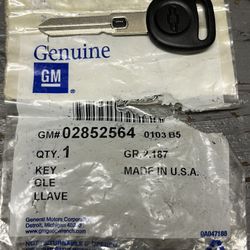 Genuine
GM
GM# 02852564 0103 B5
QTY. 1 GR. 2.187
KEY MADE IN U.S.A.
CLE
LLAVE
General Motors Corporation
Detroit, Michigan
0A047188